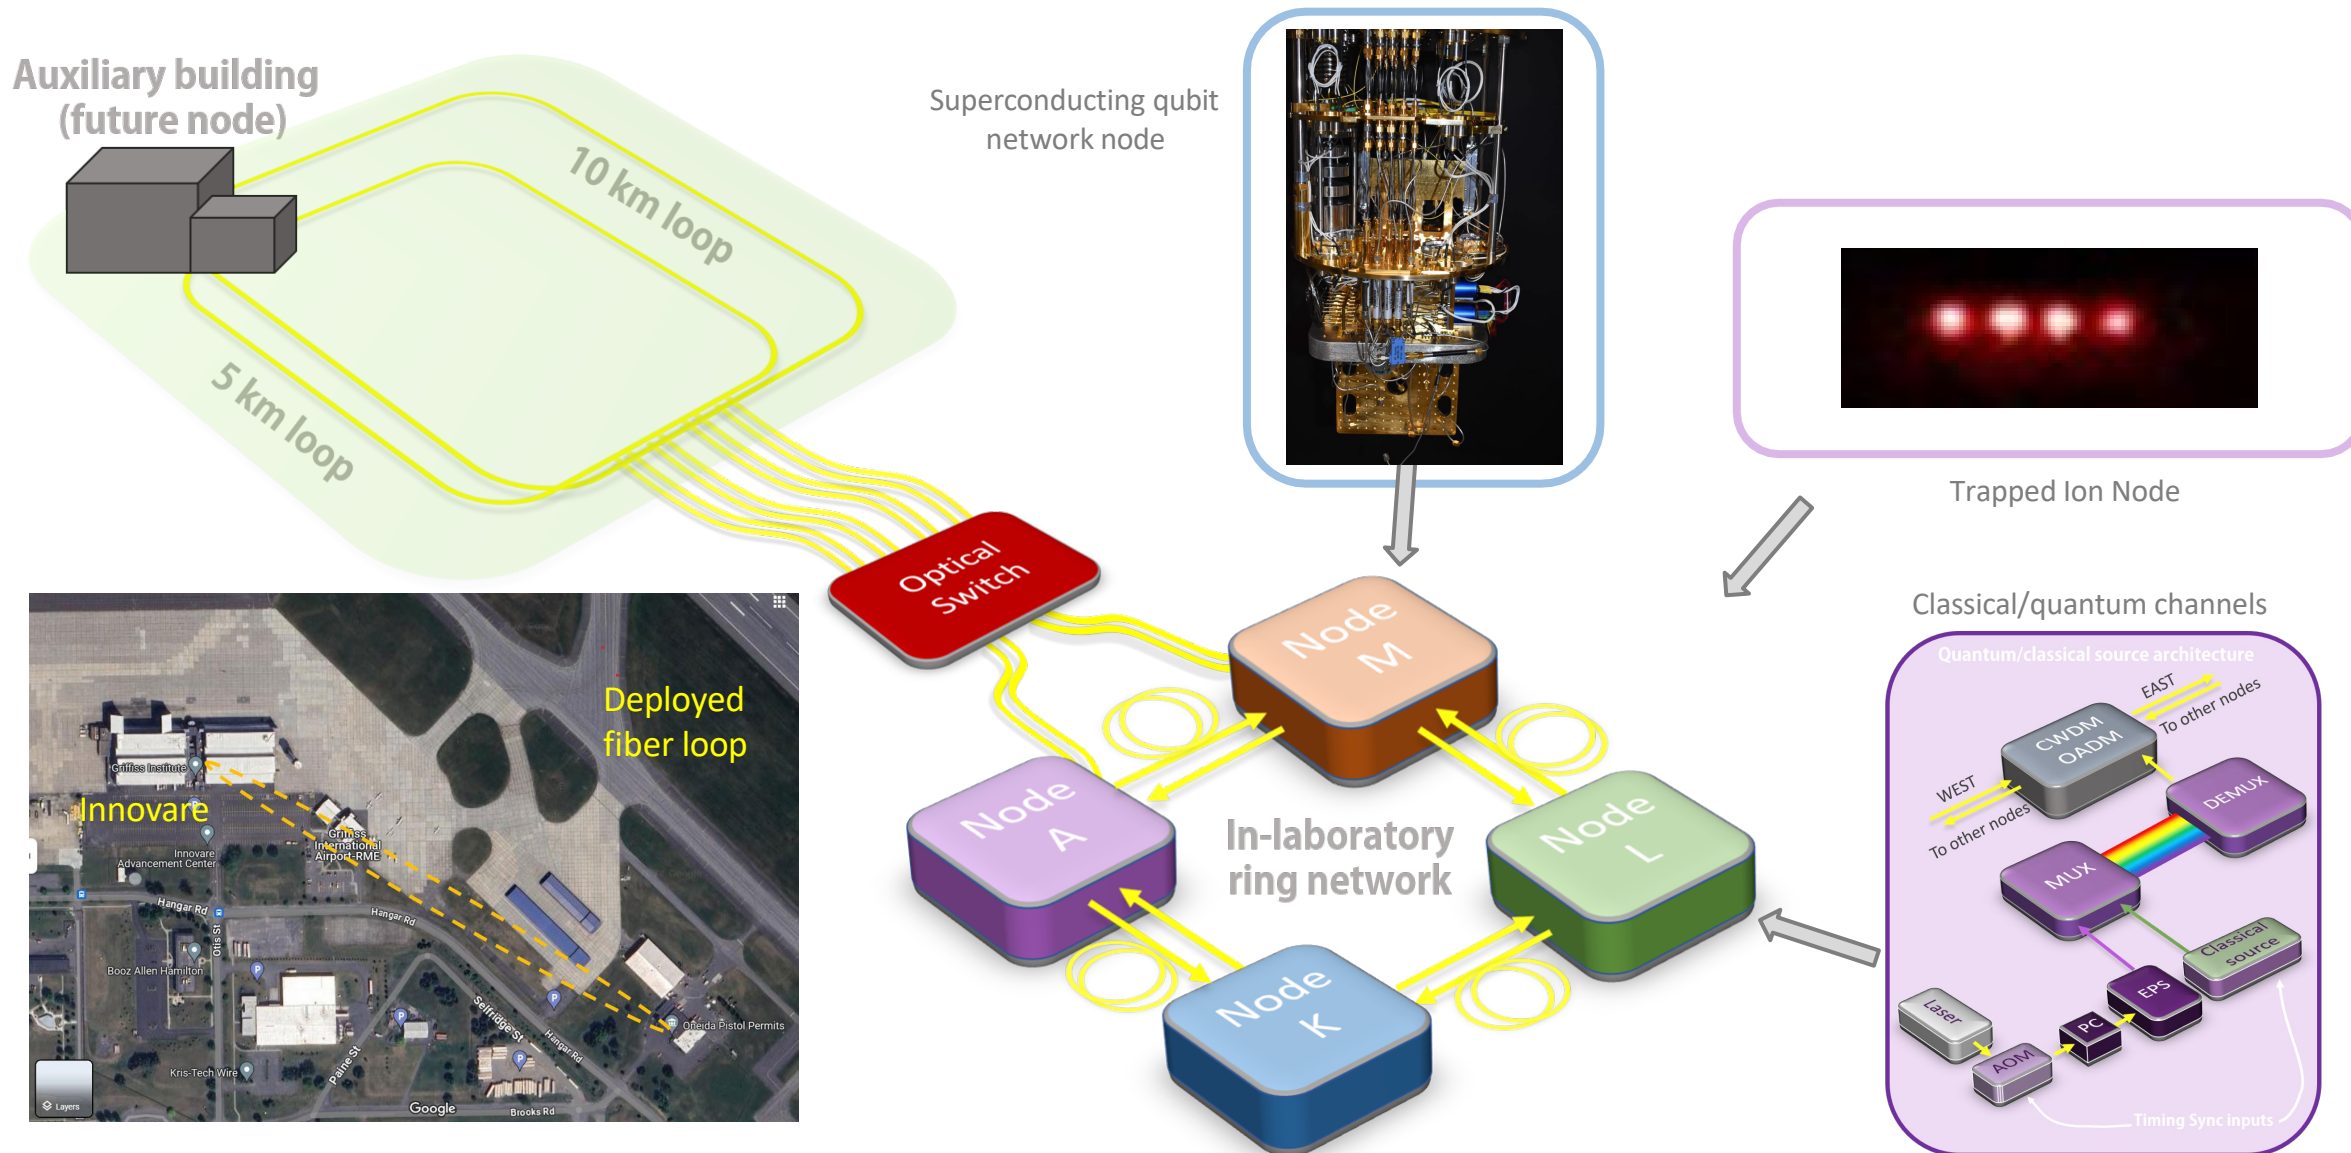 Auxiliary building
(future node)
10 km loop
5 km loop
Superconducting qubit
network node
Trapped Ion Node
Optical
Switch
Node
M
Node
A
Node
L
Node
K
In-laboratory
ring network
Deployed
fiber loop
Innovare
Griffiss Institute
Griffiss
International
Airport-RME
Innovare
Advancement Center
Hangar Rd
Hangar Rd
Hangar Rd
Otis St
Booz Allen Hamilton
P
P
P
P
P
Selfridge St
Paine St
Oneida Pistol Permits
Kris-Tech Wire
Layers
Google
Brooks Rd
Classical/quantum channels
Quantum/classical source architecture
EAST
To other nodes
CWDM
OADM
WEST
To other nodes
DEMUX
MUX
Classical
source
EPS
Laser
PC
AOM
Timing Sync inputs